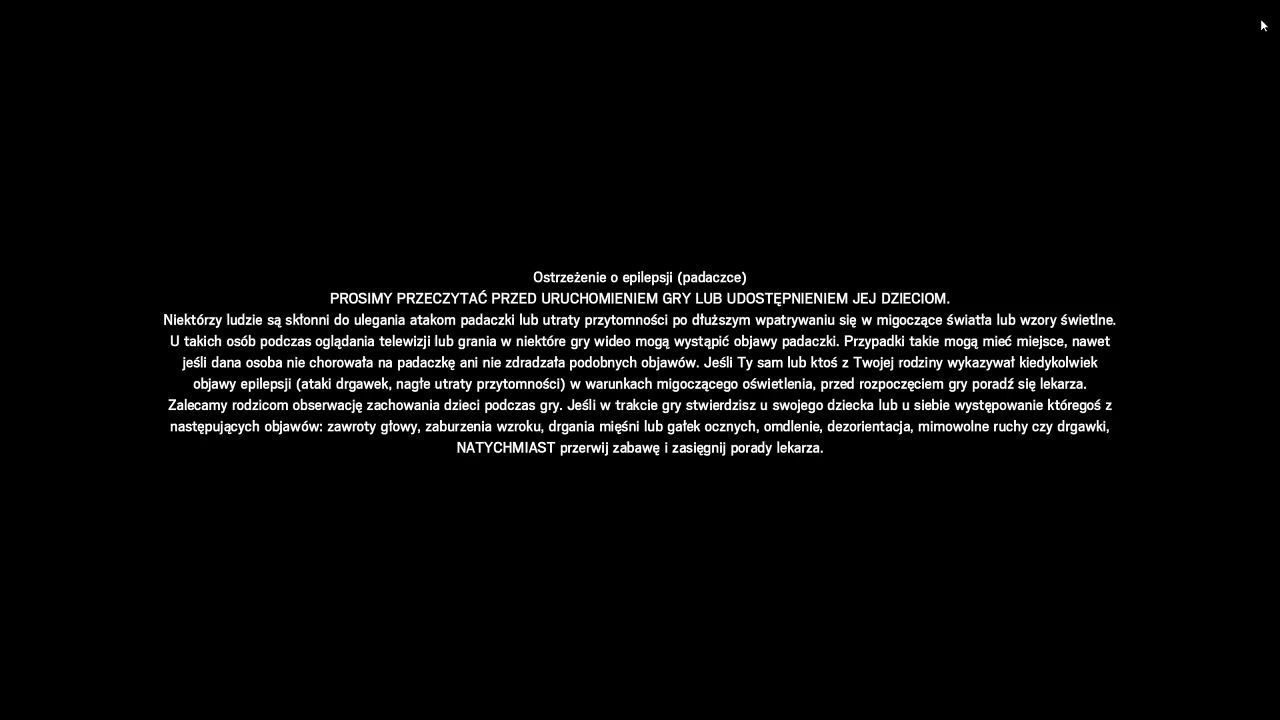 Ostrzeżenie o epilepsji (padaczce)
PROSIMY PRZECZYTAĆ PRZED URUCHOMIENIEM GRY LUB UDOSTĘPNIENIEM JEJ DZIECIOM.
Niektórzy ludzie są skłonni do ulegania atakom padaczki lub utraty przytomności po dłuższym wpatrywaniu się w migoczące światła lub wzory świetlne.
U takich osób podczas oglądania telewizji lub grania w niektóre gry wideo mogą wystąpić objawy padaczki. Przypadki takie mogą mieć miejsce, nawet
jeśli dana osoba nie chorowała na padaczkę ani nie zdradzała podobnych objawów. Jeśli Ty sam lub ktoś z Twojej rodziny wykazywał kiedykolwiek
objawy epilepsji (ataki drgawek, nagłe utraty przytomności) w warunkach migoczącego oświetlenia, przed rozpoczęciem gry poradź się lekarza.
Zalecamy rodzicom obserwację zachowania dzieci podczas gry. Jeśli w trakcie gry stwierdzisz u swojego dziecka lub u siebie występowanie któregoś z
następujących objawów: zawroty głowy, zaburzenia wzroku, drgania mięśni lub gałek ocznych, omdlenie, dezorientacja, mimowolne ruchy czy drgawki,
NATYCHMIAST przerwij zabawę i zasięgnij porady lekarza.